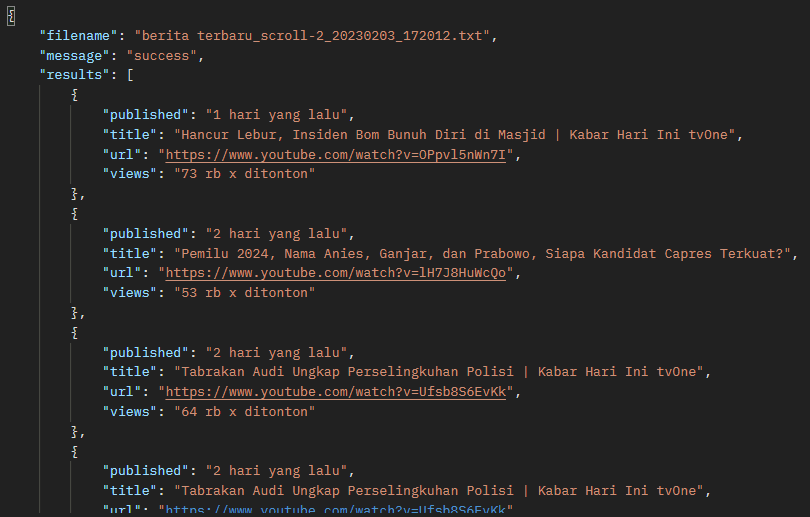 {
"filename": "berita terbaru_scroll-2_20230203_172012.txt",
"message": "success",
"results": [
{
"published": "1 hari yang lalu",
"title": "Hancur Lebur, Insiden Bom Bunuh Diri di Masjid | Kabar Hari Ini tvOne",
"url": "https://www.youtube.com/watch?v=OPpvl5nWn7I",
"views": "73 rb x ditonton"
},
{
"published": "2 hari yang lalu",
"title": "Pemilu 2024, Nama Anies, Ganjar, dan Prabowo, Siapa Kandidat Capres Terkuat?",
"url": "https://www.youtube.com/watch?v=lH7J8HuWcQo",
"views": "53 rb x ditonton"
},
{
"published": "2 hari yang lalu",
"title": "Tabrakan Audi Ungkap Perselingkuhan Polisi | Kabar Hari Ini tvOne",
"url": "https://www.youtube.com/watch?v=Ufsb8S6EvKk",
"views": "64 rb x ditonton"
},
{
"published": "2 hari yang lalu",
"title": "Tabrakan Audi Ungkap Perselingkuhan Polisi | Kabar Hari Ini tvOne",
"url": "https://www.youtube.com/watch?v=Ufsb8S6EvKk"